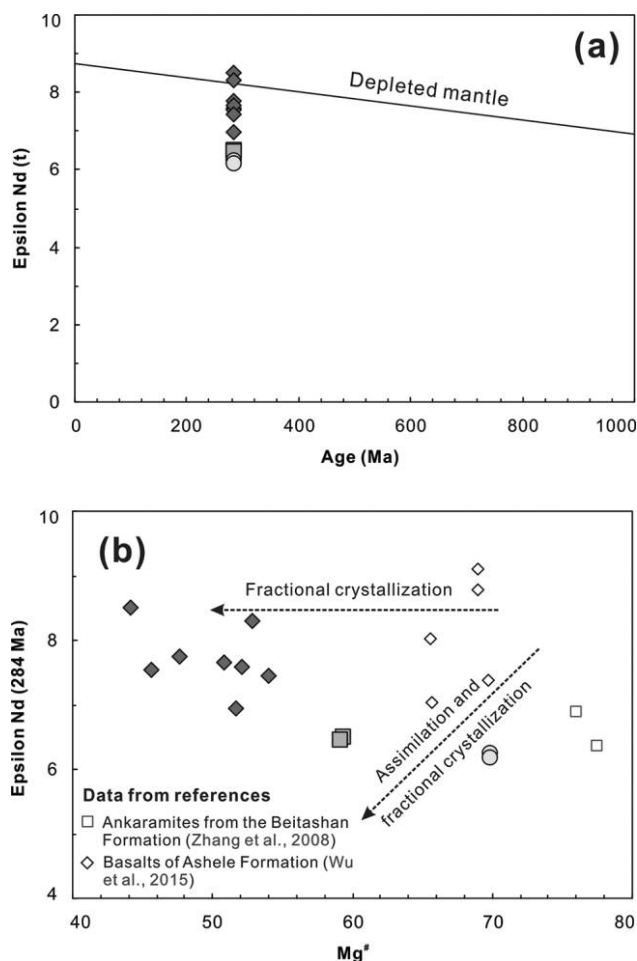 (a)
10
8
6
4
2
0
Epsilon Nd (t)
Depleted mantle
0 200 400 600 800 1000
Age (Ma)
(b)
10
8
6
4
Epsilon Nd (284 Ma)
Fractional crystallization
Assimilation and
fractional crystallization
Data from references
Ankaramites from the Beitashan
Formation (Zhang et al., 2008)
Basalts of Ashele Formation (Wu
et al., 2015)
40 50 60 70 80
Mg#